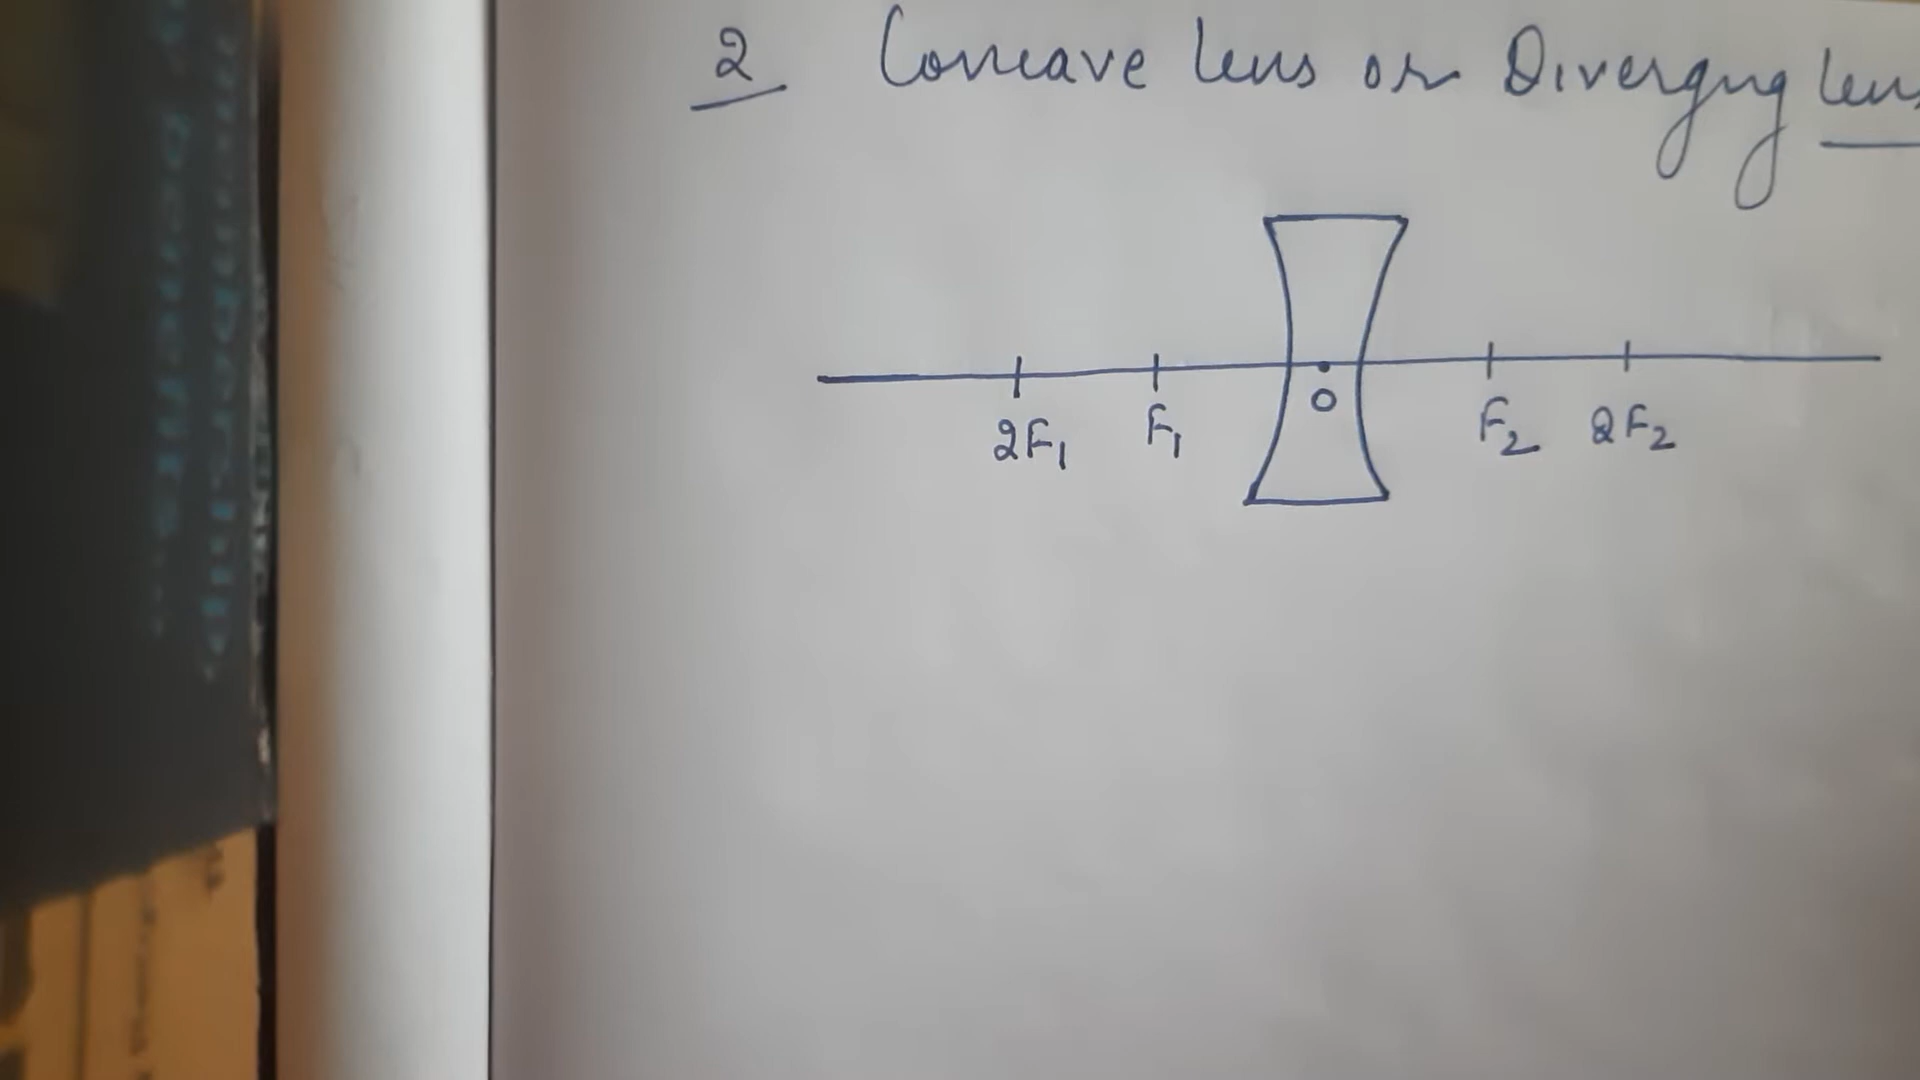 2 Concave lens or Diverging lens
O
2F₁ F₁ F₂ 2F₂